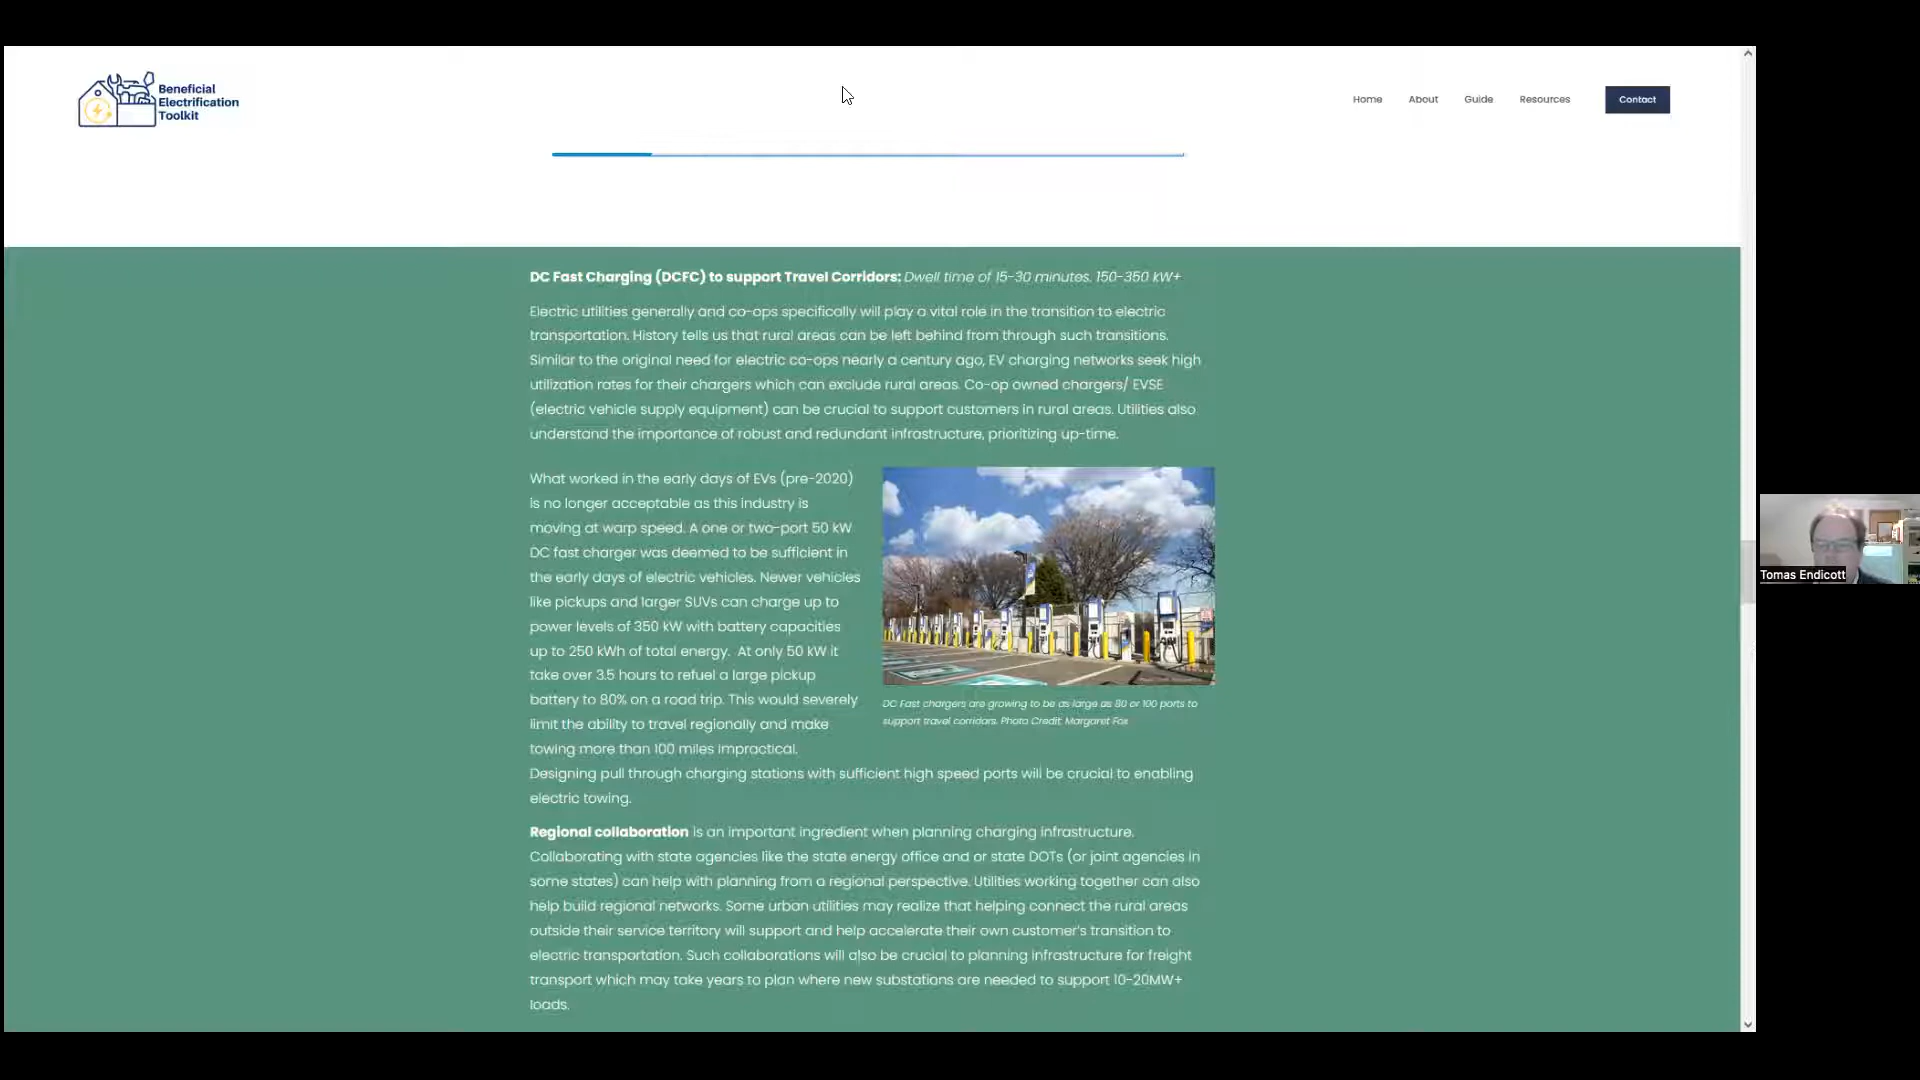 Beneficial
Electrification
Toolkit
Home
About
Guide
Resources
Contact
DC Fast Charging (DCFC) to support Travel Corridors: Dwell time of 15-30 minutes. 150-350 kW+
Electric utilities generally and co-ops specifically will play a vital role in the transition to electric
transportation. History tells us that rural areas can be left behind from through such transitions.
Similar to the original need for electric co-ops nearly a century ago, EV charging networks seek high
utilization rates for their chargers which can exclude rural areas. Co-op owned chargers/ EVSE
(electric vehicle supply equipment) can be crucial to support customers in rural areas. Utilities also
understand the importance of robust and redundant infrastructure, prioritizing up-time.
What worked in the early days of EVs (pre-2020)
is no longer acceptable as this industry is
moving at warp speed. A one or two-port 50 kW
DC fast charger was deemed to be sufficient in
the early days of electric vehicles. Newer vehicles
like pickups and larger SUVs can charge up to
power levels of 350 kW with battery capacities
up to 250 kWh of total energy. At only 50 kW it
take over 3.5 hours to refuel a large pickup
battery to 80% on a road trip. This would severely
limit the ability to travel regionally and make
towing more than 100 miles impractical.
Designing pull through charging stations with sufficient high speed ports will be crucial to enabling
electric towing.
DC Fast chargers are growing to be as large as 80 or 100 ports to
support travel corridors. Photo Credit: Margaret Fox
Regional collaboration is an important ingredient when planning charging infrastructure.
Collaborating with state agencies like the state energy office and or state DOTs (or joint agencies in
some states) can help with planning from a regional perspective. Utilities working together can also
help build regional networks. Some urban utilities may realize that helping connect the rural areas
outside their service territory will support and help accelerate their own customer's transition to
electric transportation. Such collaborations will also be crucial to planning infrastructure for freight
transport which may take years to plan where new substations are needed to support 10-20MW+
loads.
Tomas Endicott